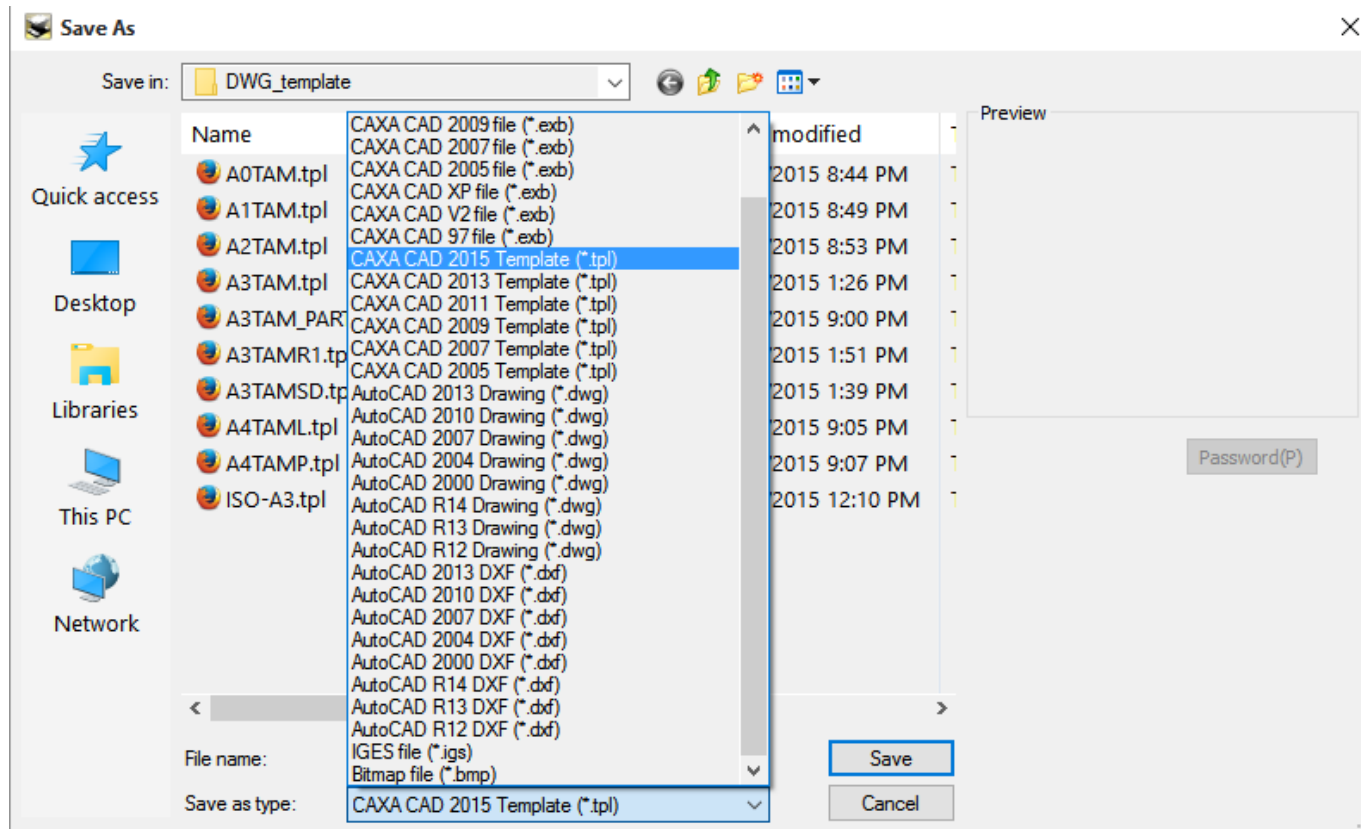 Save As
Save in:
DWG_template
Quick access
Desktop
Libraries
This PC
Network
Name
modified
A0TAM.tpl
2015 8:44 PM
A1TAM.tpl
2015 8:49 PM
A2TAM.tpl
2015 8:53 PM
A3TAM.tpl
2015 1:26 PM
A3TAM_PAR
2015 9:00 PM
A3TAMR1.tp
2015 1:51 PM
A3TAMSD.tp
2015 1:39 PM
A4TAML.tpl
2015 9:05 PM
A4TAMP.tpl
2015 9:07 PM
ISO-A3.tpl
2015 12:10 PM
CAXA CAD 2009 file (*.exb)
CAXA CAD 2007 file (*.exb)
CAXA CAD 2005 file (*.exb)
CAXA CAD XP file (*.exb)
CAXA CAD V2 file (*.exb)
CAXA CAD 97 file (*.exb)
CAXA CAD 2015 Template (*.tpl)
CAXA CAD 2013 Template (*.tpl)
CAXA CAD 2011 Template (*.tpl)
CAXA CAD 2009 Template (*.tpl)
CAXA CAD 2007 Template (*.tpl)
CAXA CAD 2005 Template (*.tpl)
AutoCAD 2013 Drawing (*.dwg)
AutoCAD 2010 Drawing (*.dwg)
AutoCAD 2007 Drawing (*.dwg)
AutoCAD 2004 Drawing (*.dwg)
AutoCAD 2000 Drawing (*.dwg)
AutoCAD R14 Drawing (*.dwg)
AutoCAD R13 Drawing (*.dwg)
AutoCAD R12 Drawing (*.dwg)
AutoCAD 2013 DXF (*.dxf)
AutoCAD 2010 DXF (*.dxf)
AutoCAD 2007 DXF (*.dxf)
AutoCAD 2004 DXF (*.dxf)
AutoCAD 2000 DXF (*.dxf)
AutoCAD R14 DXF (*.dxf)
AutoCAD R13 DXF (*.dxf)
AutoCAD R12 DXF (*.dxf)
IGES file (*.igs)
Bitmap file (*.bmp)
Preview
Password(P)
File name:
Save
Save as type:
CAXA CAD 2015 Template (*.tpl)
Cancel